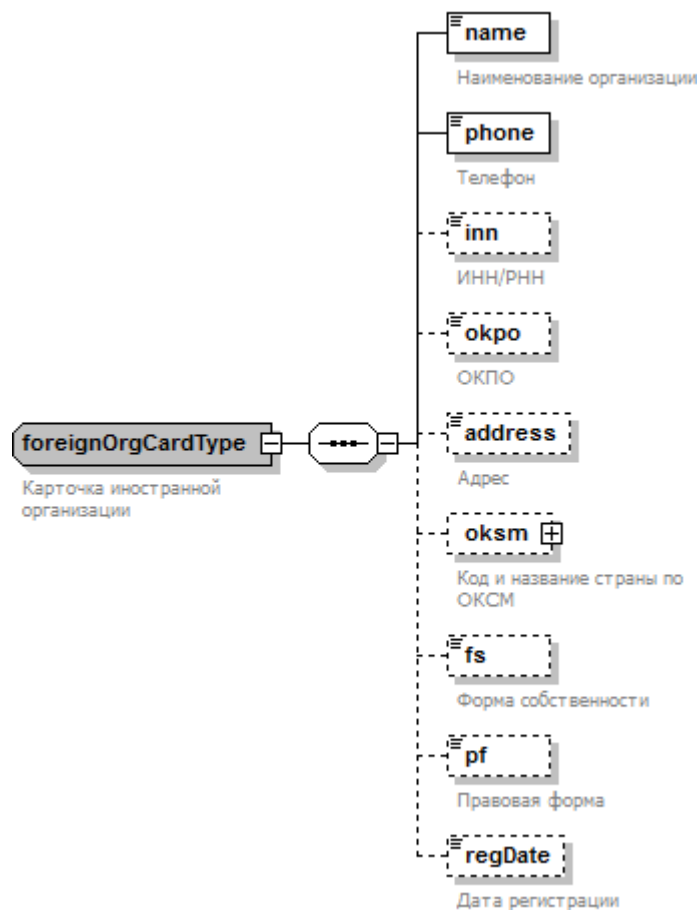 name
Наименование организации
phone
Телефон
inn
ИНН/РНН
okpo
ОКПО
foreignOrgCardType
Карточка иностранной
организации
address
Адрес
oksm
Код и название страны по
ОКСМ
fs
Форма собственности
pf
Правовая форма
regDate
Дата регистрации